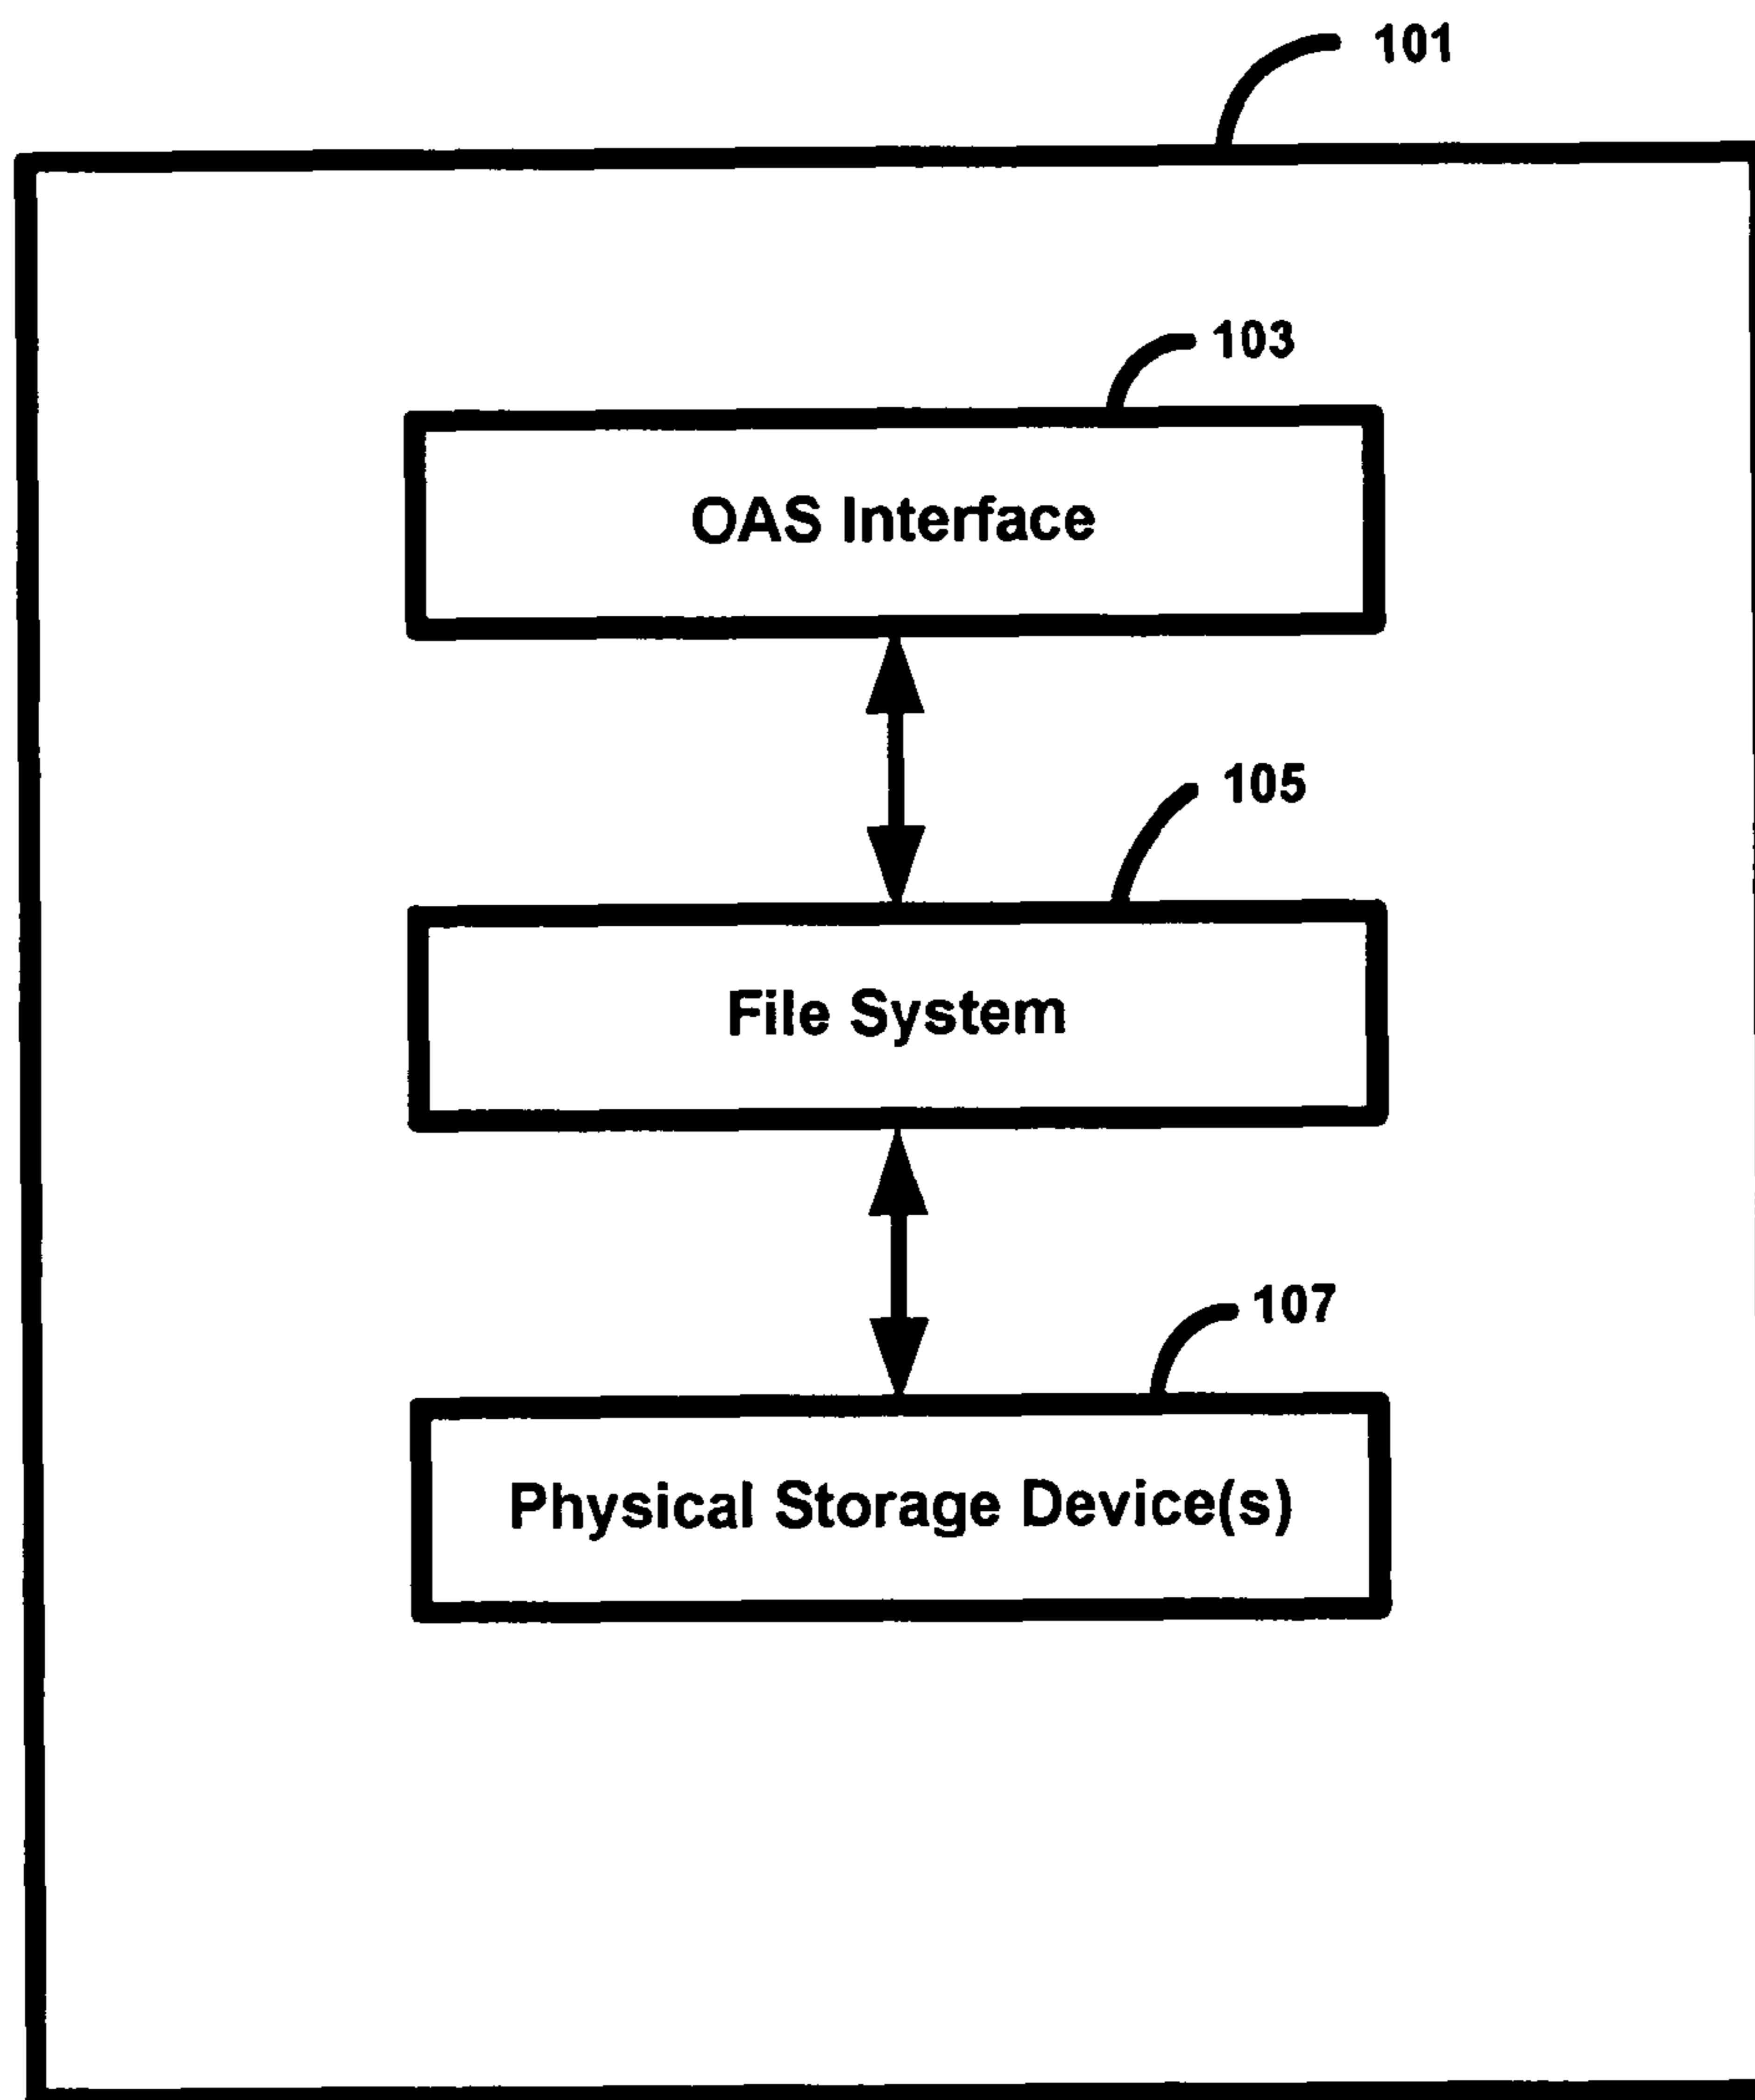 101
103
OAS Interface
105
File System
107
Physical Storage Device(s)